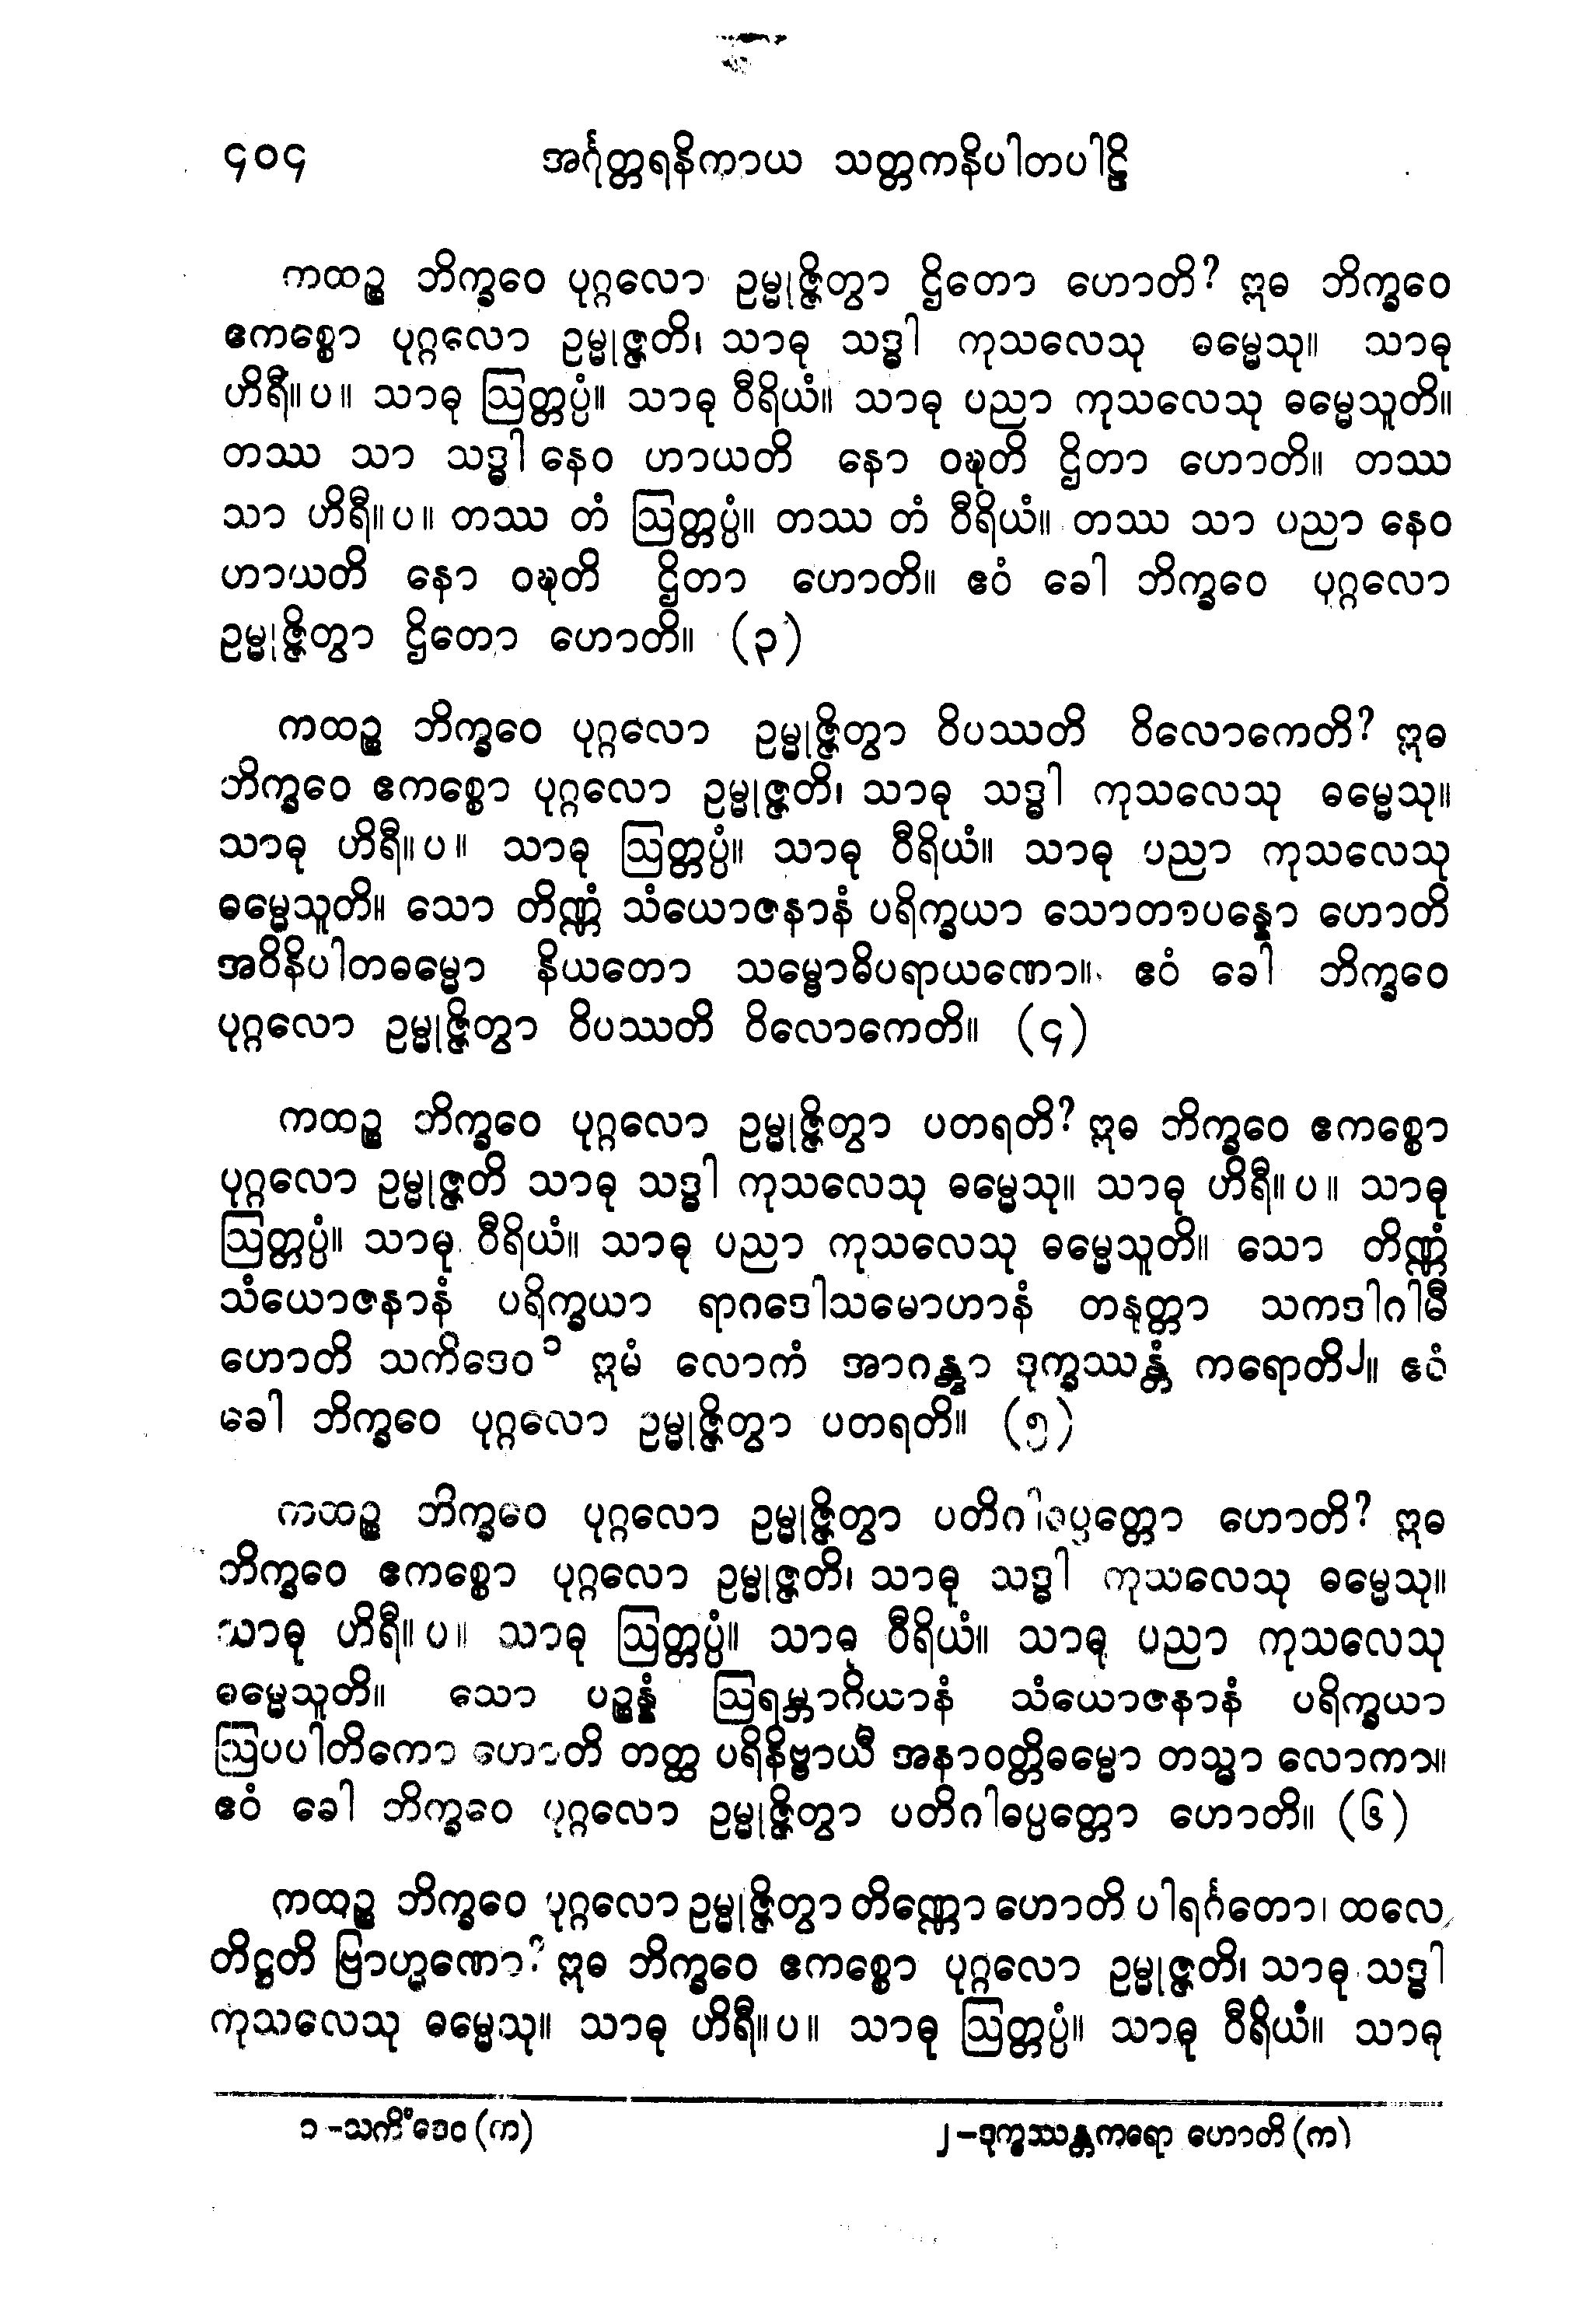 ၄၀၄ အင်္ဂုတ္တရနိကာယ သတ္တကနိပါတပါဠိ
ကထဉ္စ ဘိက္ခဝေ ပုဂ္ဂလော ဥမ္မုဇ္ဇိတွာ ဌိတော ဟောတိ? ဣဓ ဘိက္ခဝေ
ဧကစ္စော ပုဂ္ဂလော ဥမ္မုဇ္ဇတိ၊ သာဓု သဒ္ဓါ ကုသလေသု ဓမ္မေသု။ သာဓု
ဟိရီ။ ပ။ သာဓု ဩတ္တပ္ပံ။ သာဓု ဝီရိယံ။ သာဓု ပညာ ကုသလေသု ဓမ္မေသူတိ။
တဿ သာ သဒ္ဓါ နေဝ ဟာယတိ နော ဝဍ္ဎတိ ဌိတာ ဟောတိ။ တဿ
သာ ဟိရီ။ ပ။ တဿ တံ ဩတ္တပ္ပံ။ တဿ တံ ဝီရိယံ။ တဿ သာ ပညာ နေဝ
ဟာယတိ နော ဝဍ္ဎတိ ဌိတာ ဟောတိ။ ဧဝံ ခေါ ဘိက္ခဝေ ပုဂ္ဂလော
ဥမ္မုဇ္ဇိတွာ ဌိတော ဟောတိ။ (၃)
ကထဉ္စ ဘိက္ခဝေ ပုဂ္ဂလော ဥမ္မုဇ္ဇိတွာ ဝိပဿတိ ဝိလောကေတိ? ဣဓ
ဘိက္ခဝေ ဧကစ္စော ပုဂ္ဂလော ဥမ္မုဇ္ဇတိ၊ သာဓု သဒ္ဓါ ကုသလေသု ဓမ္မေသု။
သာဓု ဟိရီ။ ပ။ သာဓု ဩတ္တပ္ပံ။ သာဓု ဝီရိယံ။ သာဓု ပညာ ကုသလေသု
ဓမ္မေသူတိ။ သော တိဏ္ဏံ သံယောဇနာနံ ပရိက္ခယာ သောတာပန္နော ဟောတိ
အဝိနိပါတဓမ္မော နိယတော သမ္ဗောဓိပရာယဏော။ ဧဝံ ခေါ ဘိက္ခဝေ
ပုဂ္ဂလော ဥမ္မုဇ္ဇိတွာ ဝိပဿတိ ဝိလောကေတိ။ (၄)
ကထဉ္စ ဘိက္ခဝေ ပုဂ္ဂလော ဥမ္မုဇ္ဇိတွာ ပတရတိ? ဣဓ ဘိက္ခဝေ ဧကစ္စော
ပုဂ္ဂလော ဥမ္မုဇ္ဇတိ သာဓု သဒ္ဓါ ကုသလေသု ဓမ္မေသု။ သာဓု ဟိရီ။ ပ။ သာဓု
ဩတ္တပ္ပံ။ သာဓု ဝီရိယံ။ သာဓု ပညာ ကုသလေသု ဓမ္မေသူတိ။ သော တိဏ္ဏံ
သံယောဇနာနံ ပရိက္ခယာ ရာဂဒေါသမောဟာနံ တနုတ္တာ သကဒါဂါမီ
ဟောတိ သကိဒေဝ၁ ဣမံ လောကံ အာဂန္တွာ ဒုက္ခဿန္တံ ကရောတိ၂။ ဧဝံ
ခေါ ဘိက္ခဝေ ပုဂ္ဂလော ဥမ္မုဇ္ဇိတွာ ပတရတိ။ (၅)
ကထဉ္စ ဘိက္ခဝေ ပုဂ္ဂလော ဥမ္မုဇ္ဇိတွာ ပတိဂါဓပ္ပတ္တော ဟောတိ? ဣဓ
ဘိက္ခဝေ ဧကစ္စော ပုဂ္ဂလော ဥမ္မုဇ္ဇတိ၊ သာဓု သဒ္ဓါ ကုသလေသု ဓမ္မေသု။
သာဓု ဟိရီ။ ပ။ သာဓု ဩတ္တပ္ပံ။ သာဓု ဝီရိယံ။ သာဓု ပညာ ကုသလေသု
ဓမ္မေသူတိ။ သော ပဉ္စန္နံ ဩရမ္ဘာဂိယာနံ သံယောဇနာနံ ပရိက္ခယာ
ဩပပါတိကော ဟောတိ တတ္ထ ပရိနိဗ္ဗာယီ အနာဝတ္တိဓမ္မော တသ္မာ လောကာ။
ဧဝံ ခေါ ဘိက္ခဝေ ပုဂ္ဂလော ဥမ္မုဇ္ဇိတွာ ပတိဂါဓပ္ပတ္တော ဟောတိ။ (၆)
ကထဉ္စ ဘိက္ခဝေ ပုဂ္ဂလော ဥမ္မုဇ္ဇိတွာ တိဏ္ဏော ဟောတိ ပါရင်္ဂတော၊ ထလေ
တိဋ္ဌတိ ဗြာဟ္မဏော? ဣဓ ဘိက္ခဝေ ဧကစ္စော ပုဂ္ဂလော ဥမ္မုဇ္ဇတိ၊ သာဓု သဒ္ဓါ
ကုသလေသု ဓမ္မေသု။ သာဓု ဟိရီ။ ပ။ သာဓု ဩတ္တပ္ပံ။ သာဓု ဝီရိယံ။ သာဓု
၁-သကိံ ဒေဝ (က) ၂-ဒုက္ခဿန္တကရော ဟောတိ (က)